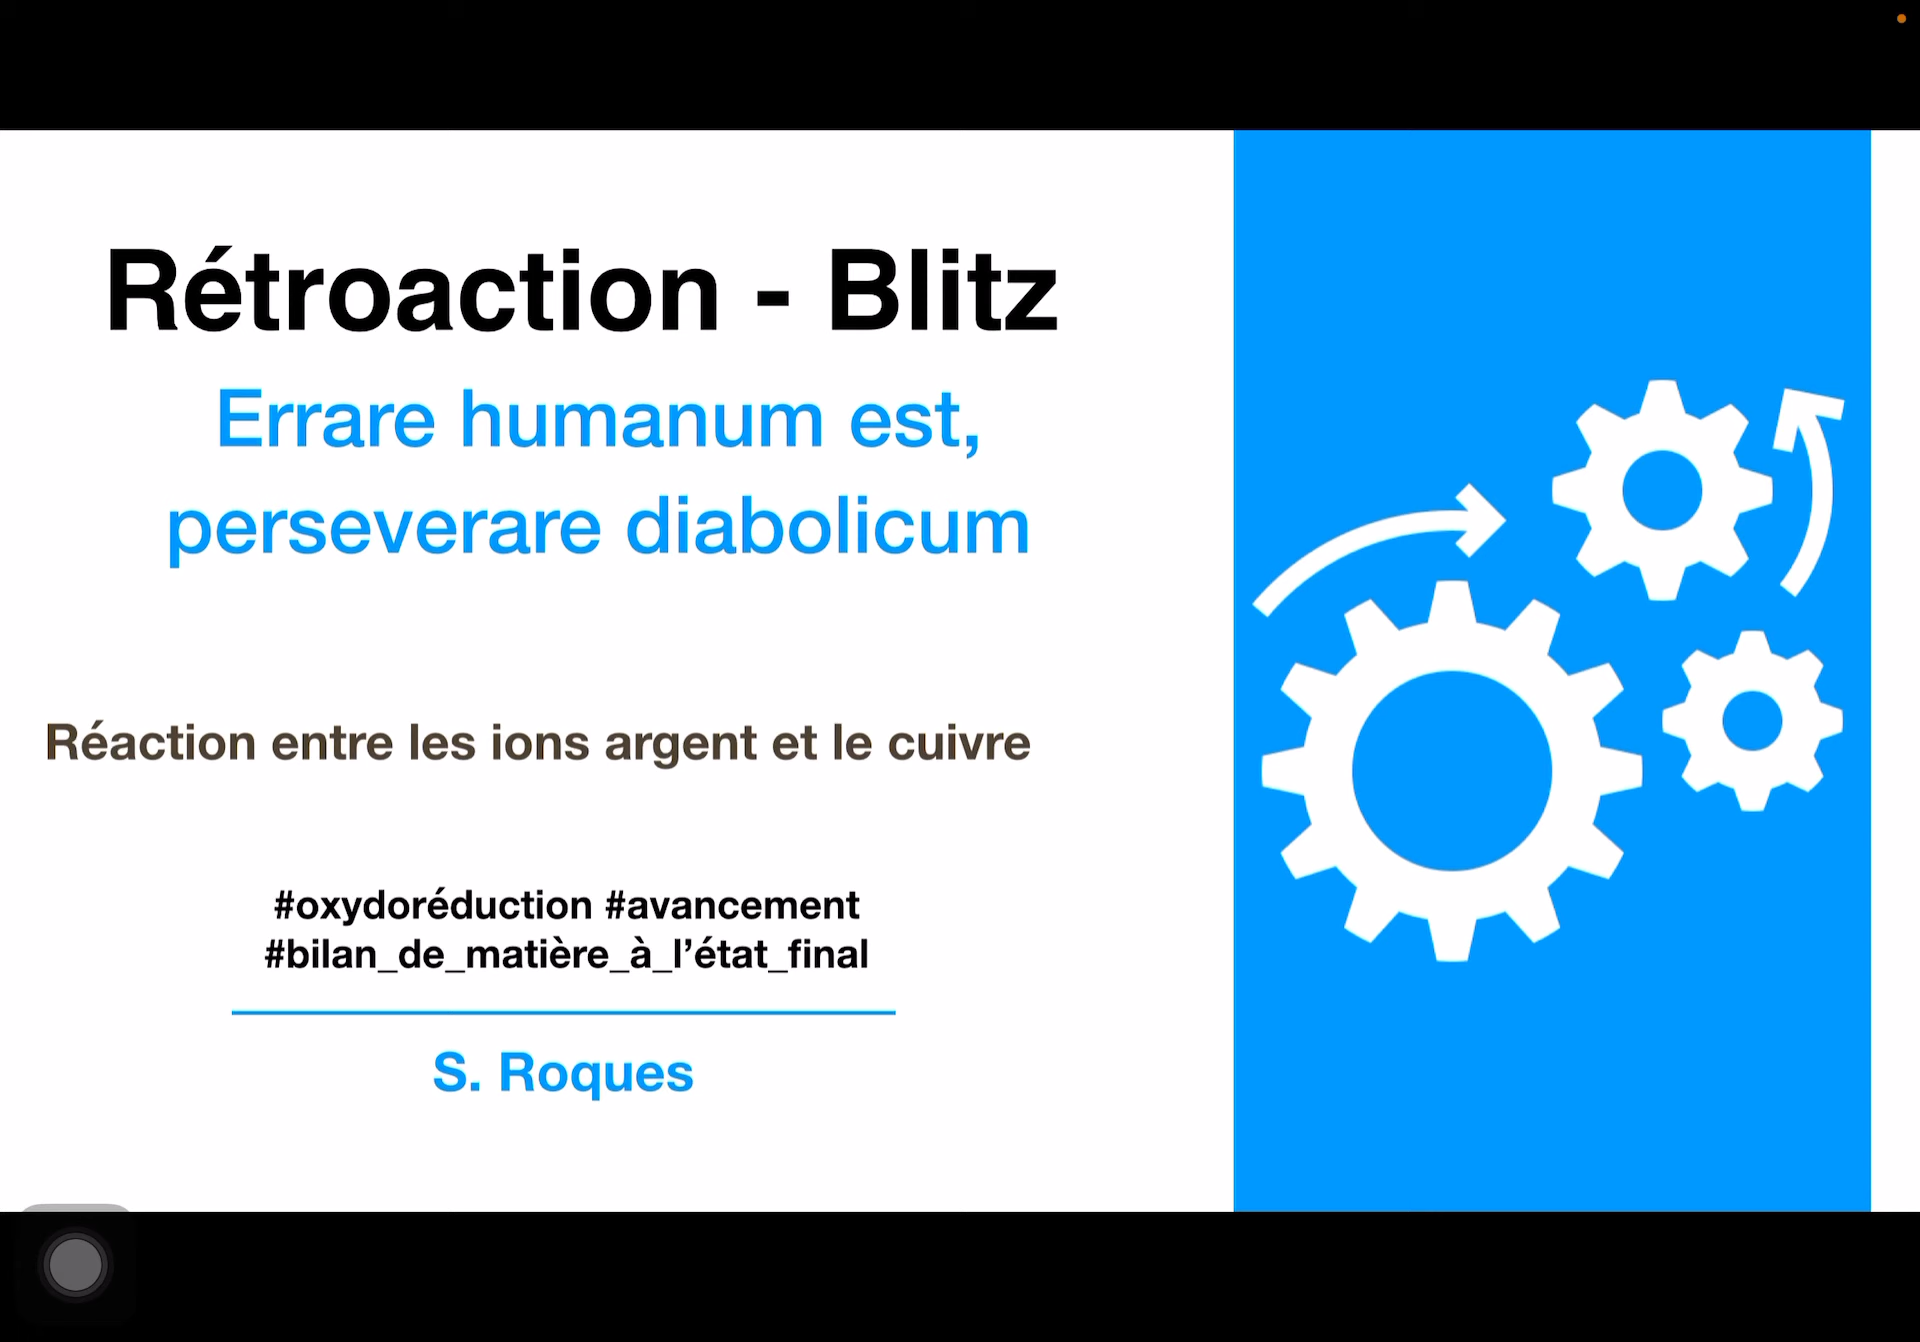 Rétroaction - Blitz
Errare humanum est,
perseverare diabolicum
Réaction entre les ions argent et le cuivre
#oxydoréduction #avancement
#bilan_de_matière_à_l’état_final
S. Roques